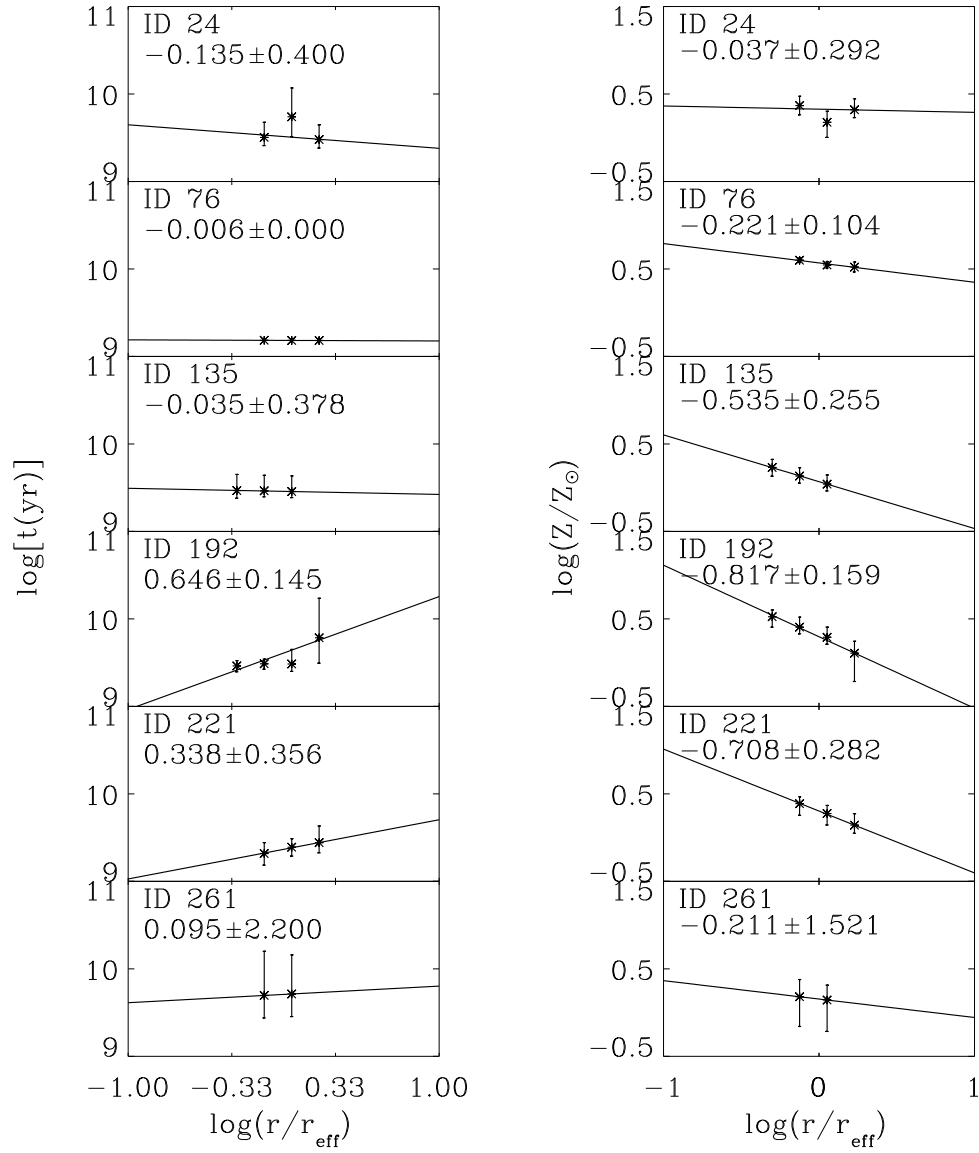 11
ID 24
−0.135±0.400
10
9
11
ID 76
−0.006±0.000
10
9
11
ID 135
−0.035±0.378
10
9
11
ID 192
0.646±0.145
10
9
11
ID 221
0.338±0.356
10
9
11
ID 261
0.095±2.200
10
9
−1.00 −0.33 0.33 1.00
log(r/r_eff)
log[t(yr)]
1.5
ID 24
−0.037±0.292
0.5
−0.5
1.5
ID 76
−0.221±0.104
0.5
−0.5
1.5
ID 135
−0.535±0.255
0.5
−0.5
1.5
ID 192
−0.817±0.159
0.5
−0.5
1.5
ID 221
−0.708±0.282
0.5
−0.5
1.5
ID 261
−0.211±1.521
0.5
−0.5
−1 0 1
log(r/r_eff)
log(Z/Z_⊙)